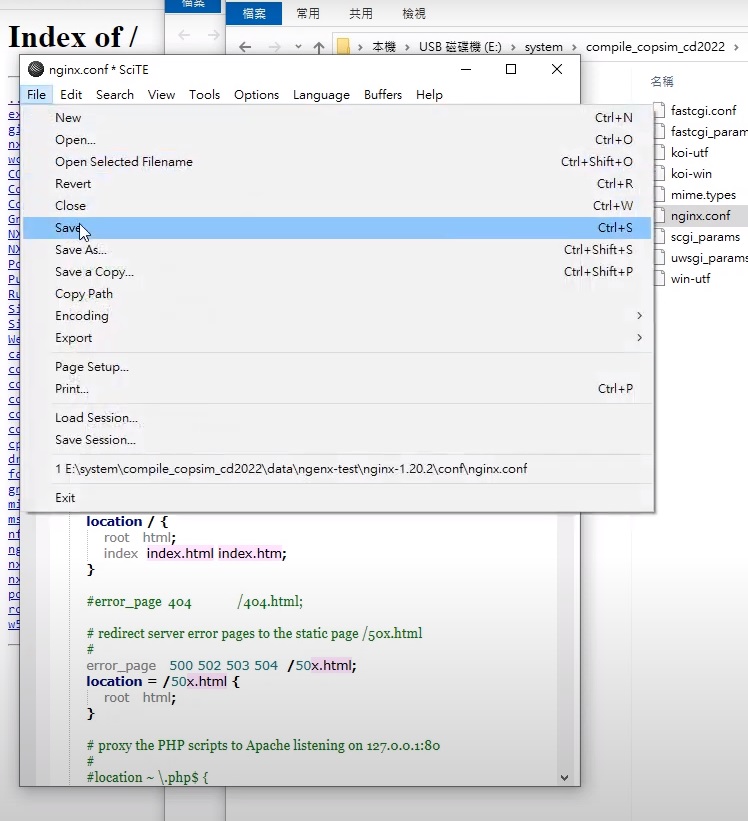 檔案
檔案 常用 共用 檢視
Index of /
本機 > USB 磁碟機 (E:) > system > compile_copsim_cd2022 >
名稱
nginx.conf * SciTE
File Edit Search View Tools Options Language Buffers Help
New Ctrl+N
Open... Ctrl+O
Open Selected Filename Ctrl+Shift+O
Revert Ctrl+R
Close Ctrl+W
Save Ctrl+S
Save As... Ctrl+Shift+S
Save a Copy... Ctrl+Shift+P
Copy Path
Encoding
Export
Page Setup...
Print... Ctrl+P
Load Session...
Save Session...
1 E:\system\compile_copsim_cd2022\data\ngenx-test\nginx-1.20.2\conf\nginx.conf
Exit
fastcgi.conf
fastcgi_param
koi-utf
koi-win
mime.types
nginx.conf
scgi_params
uwsgi_params
win-utf
location / {
root html;
index index.html index.htm;
}
#error_page 404 /404.html;
# redirect server error pages to the static page /50x.html
#
error_page 500 502 503 504 /50x.html;
location = /50x.html {
root html;
}
# proxy the PHP scripts to Apache listening on 127.0.0.1:80
#
#location ~ \.php$ {